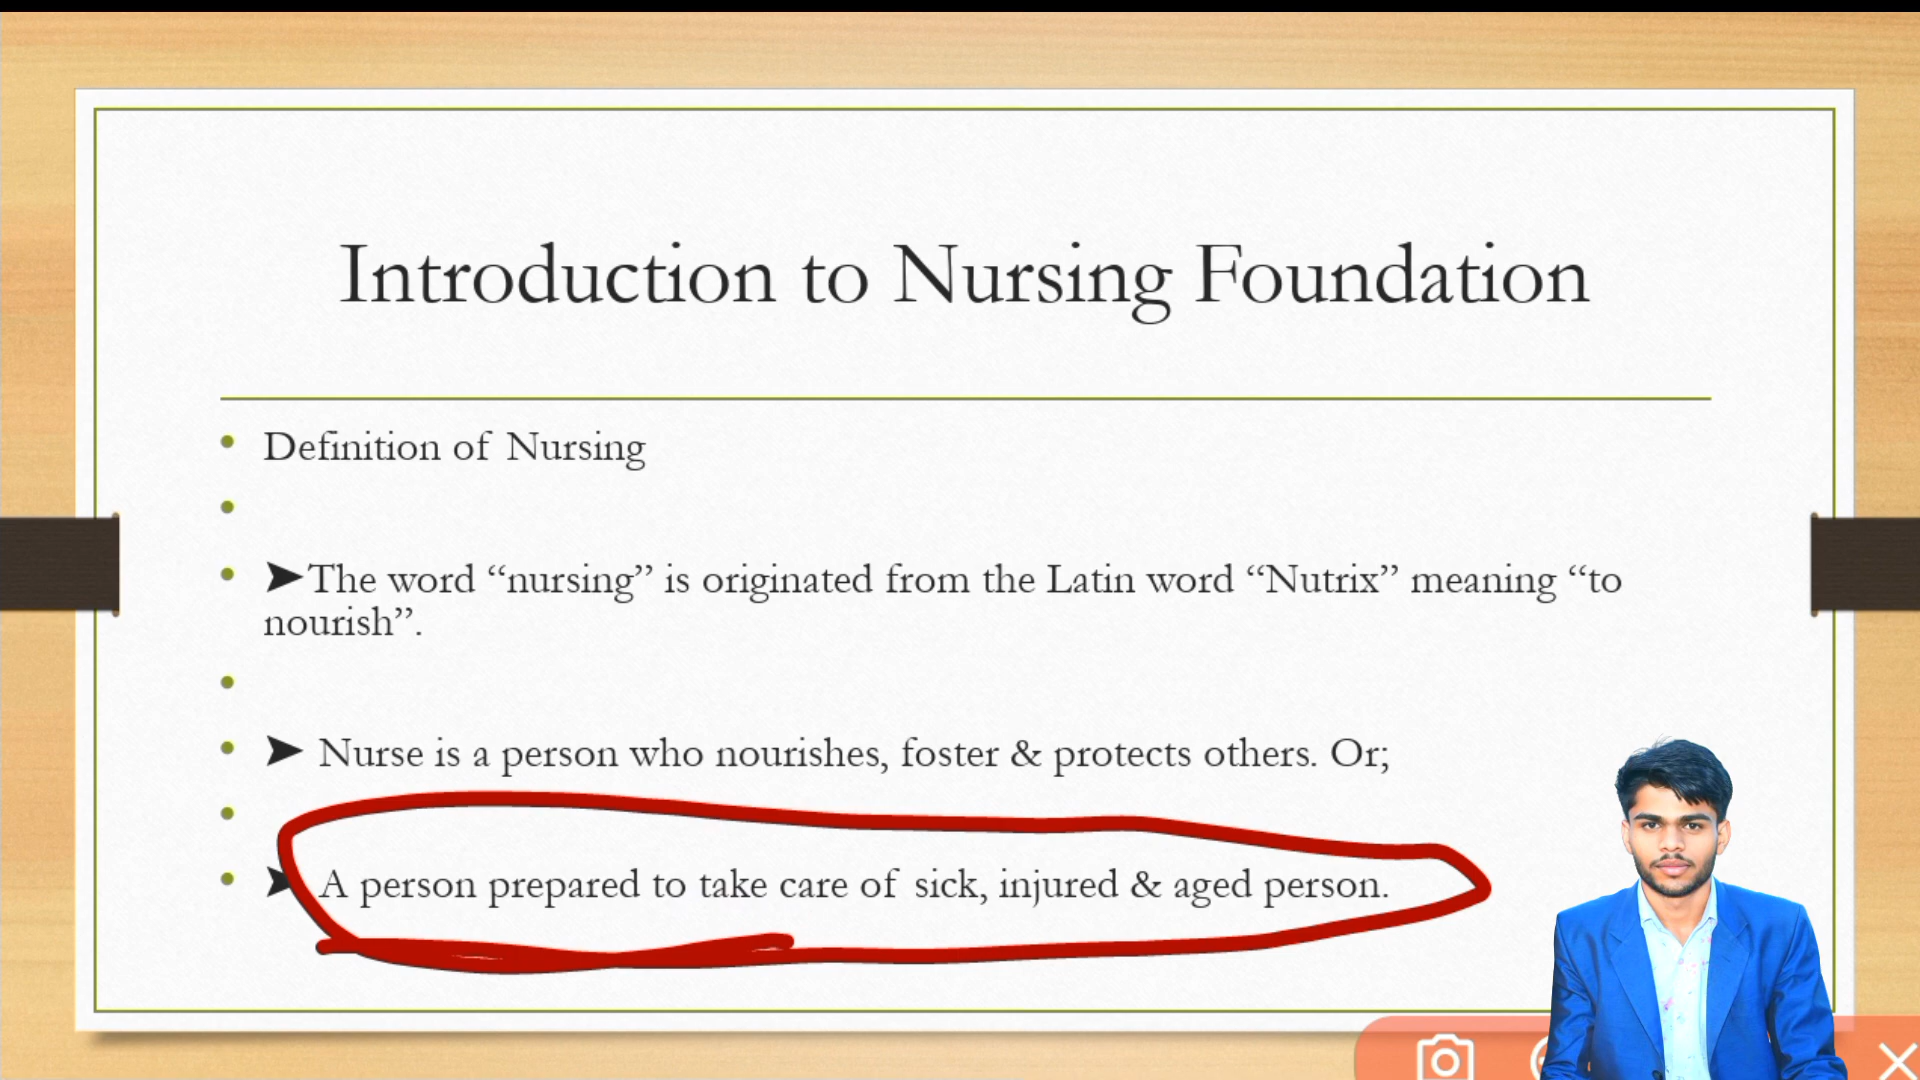 Introduction to Nursing Foundation
• Definition of Nursing
•
• ➤The word “nursing” is originated from the Latin word “Nutrix” meaning “to
nourish”.
•
• ➤ Nurse is a person who nourishes, foster & protects others. Or;
•
• ➤ A person prepared to take care of sick, injured & aged person.